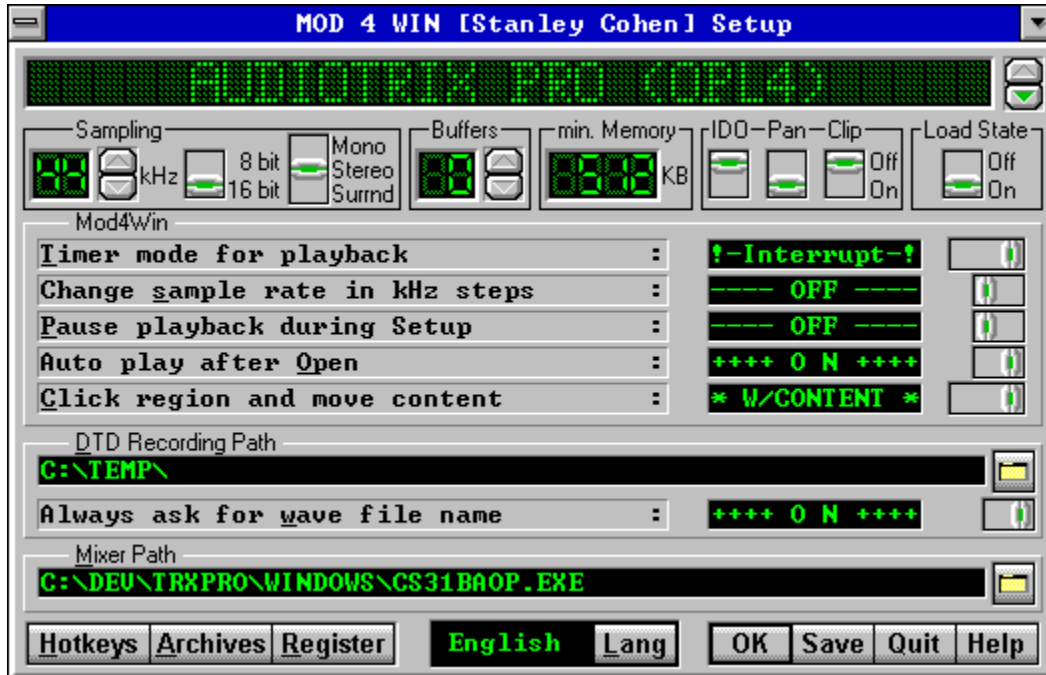 MOD 4 WIN [Stanley Cohen] Setup
AUDIOTRIX PRO (OPL4)
Sampling
44 kHz
8 bit
16 bit
Mono
Stereo
Surrnd
Buffers
8
min. Memory
512 KB
IDO Pan Clip
Off
On
Load State
Off
On
Mod4Win
Timer mode for playback : !-Interrupt-!
Change sample rate in kHz steps : ---- OFF ----
Pause playback during Setup : ---- OFF ----
Auto play after Open : ++++ O N ++++
Click region and move content : * W/CONTENT *
DTD Recording Path
C:\TEMP\
Always ask for wave file name : ++++ O N ++++
Mixer Path
C:\DEV\TRXPRO\WINDOWS\CS31BAOP.EXE
Hotkeys Archives Register English Lang OK Save Quit Help